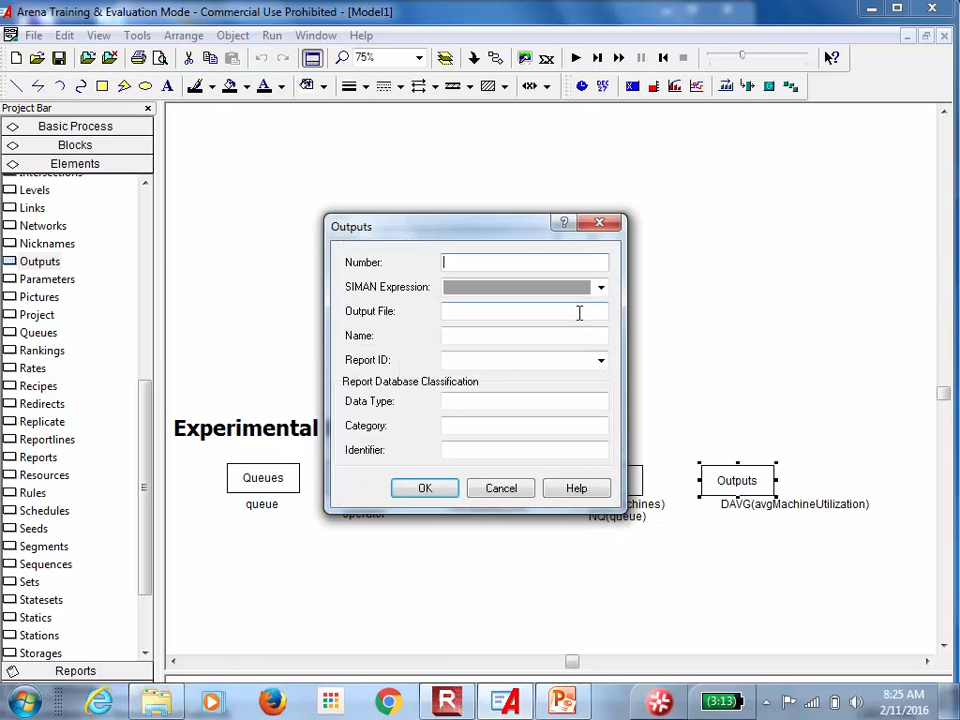 Arena Training & Evaluation Mode - Commercial Use Prohibited - [Model1]
File Edit View Tools Arrange Object Run Window Help
75%
A A
Project Bar
Basic Process
Blocks
Elements
Intersections
Levels
Links
Networks
Nicknames
Outputs
Parameters
Pictures
Project
Queues
Rankings
Rates
Recipes
Redirects
Replicate
Reportlines
Reports
Resources
Rules
Schedules
Seeds
Segments
Sequences
Sets
Statesets
Statics
Stations
Storages
Reports
Outputs
Number:
SIMAN Expression:
Output File:
Name:
Report ID:
Report Database Classification
Data Type:
Category:
Identifier:
OK Cancel Help
Experimental
Queues
queue
operator
NQ(queue)
Outputs
DAVG(avgMachineUtilization)
(3:13)
8:25 AM
2/11/2016